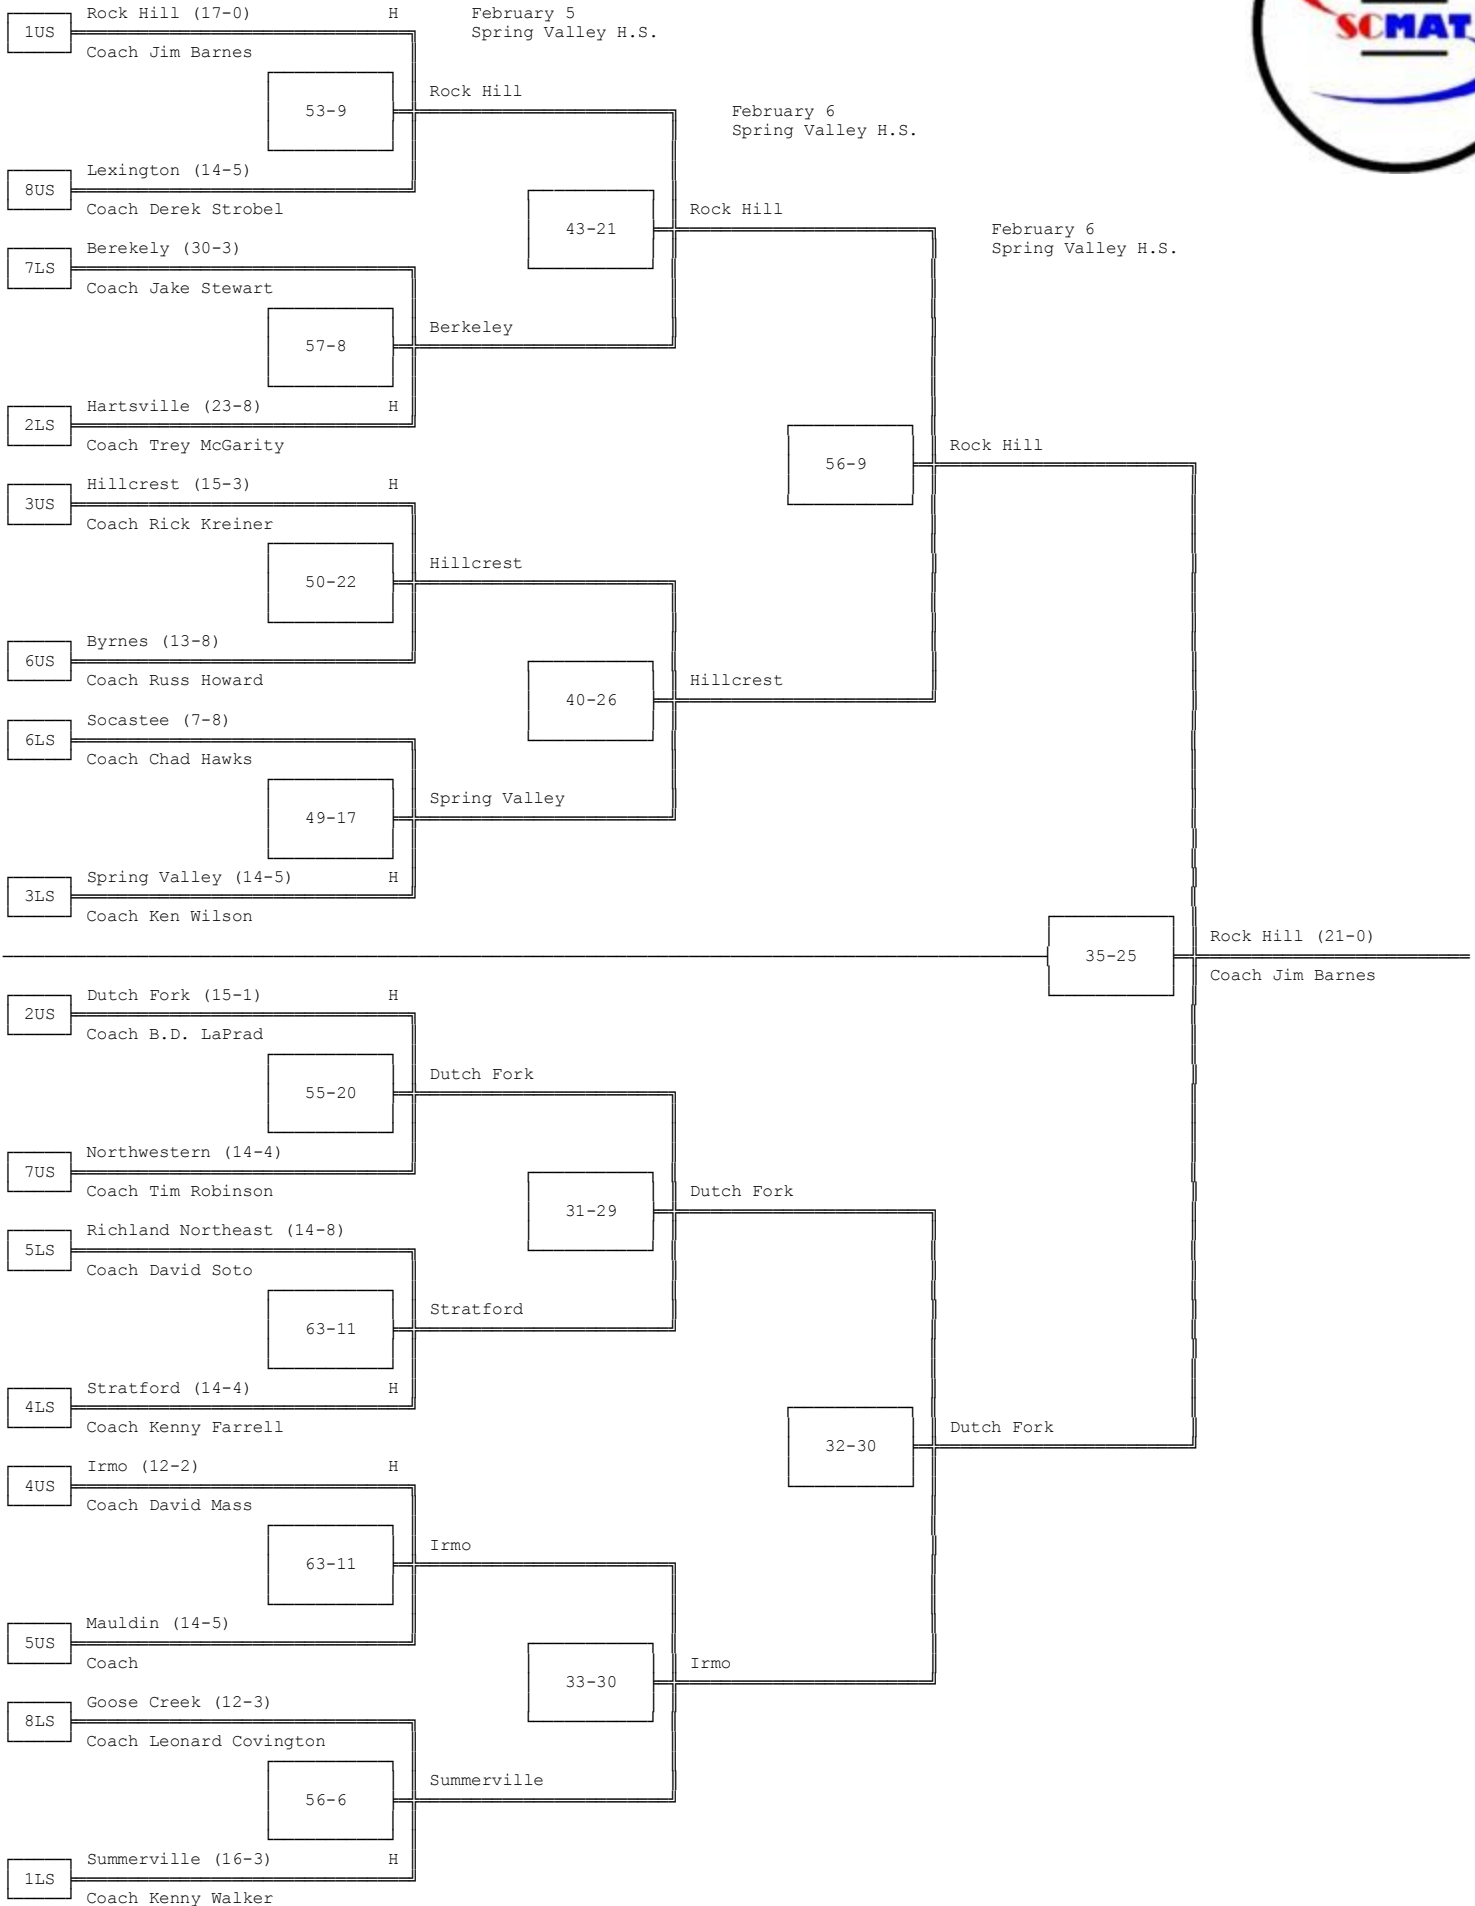 Rock Hill (17-0) H February 5
1US Spring Valley H.S.
Coach Jim Barnes
SCMAT
Rock Hill
53-9 February 6
Spring Valley H.S.
Lexington (14-5)
8US
Coach Derek Strobel Rock Hill
43-21 February 6
Berekely (30-3) Spring Valley H.S.
7LS
Coach Jake Stewart
Berkeley
57-8
Hartsville (23-8) H
2LS
Coach Trey McGarity Rock Hill
56-9
Hillcrest (15-3) H
3US
Coach Rick Kreiner
Hillcrest
50-22
Byrnes (13-8)
6US
Coach Russ Howard Hillcrest
40-26
Socastee (7-8)
6LS
Coach Chad Hawks
Spring Valley
49-17
Spring Valley (14-5) H
3LS
Coach Ken Wilson
Rock Hill (21-0)
35-25
Coach Jim Barnes
Dutch Fork (15-1) H
2US
Coach B.D. LaPrad
Dutch Fork
55-20
Northwestern (14-4)
7US
Coach Tim Robinson Dutch Fork
31-29
Richland Northeast (14-8)
5LS
Coach David Soto
Stratford
63-11
Stratford (14-4) H
4LS
Coach Kenny Farrell Dutch Fork
32-30
Irmo (12-2) H
4US
Coach David Mass
Irmo
63-11
Mauldin (14-5)
5US
Coach Irmo
33-30
Goose Creek (12-3)
8LS
Coach Leonard Covington
Summerville
56-6
Summerville (16-3) H
1LS
Coach Kenny Walker